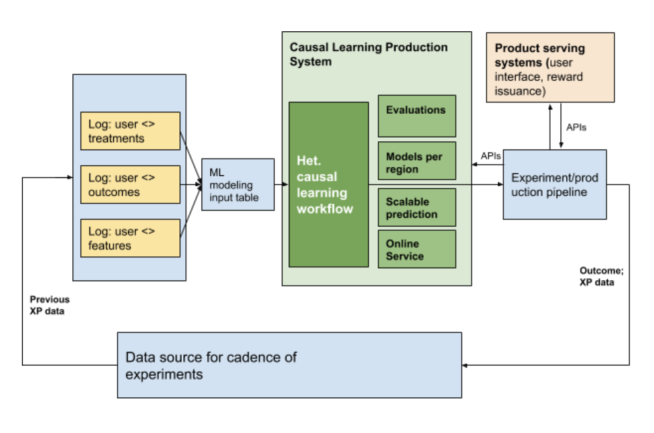 Causal Learning Production
System
Product serving
systems (user
interface, reward
issuance)
Log: user <>
treatments
Log: user <>
outcomes
Log: user <>
features
ML
modeling
input table
Het.
causal
learning
workflow
Evaluations
Models per
region
Scalable
prediction
Online
Service
APIs
APIs
Experiment/prod
uction pipeline
Outcome;
XP data
Previous
XP data
Data source for cadence of
experiments